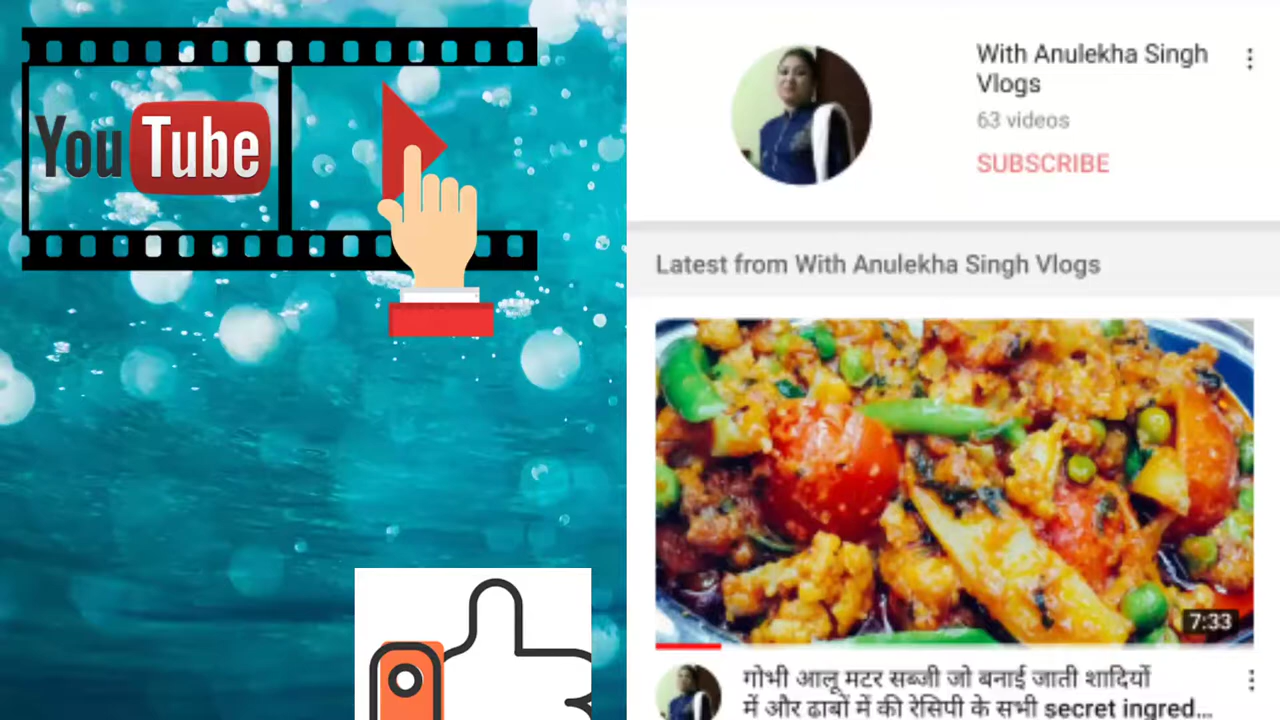 YouTube
With Anulekha Singh
Vlogs
63 videos
SUBSCRIBE
Latest from With Anulekha Singh Vlogs
7:33
गोभी आलू मटर सब्जी जो बनाई जाती शादियों
में और ढाबों में की रेसिपी के सभी secret ingred...